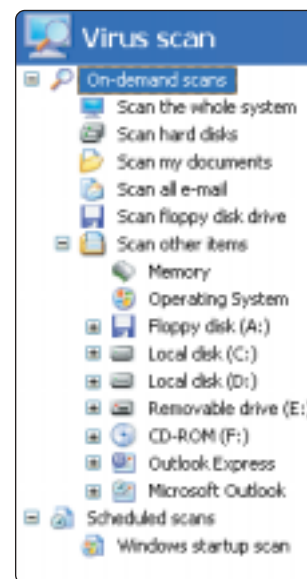 Virus scan
On-demand scans
Scan the whole system
Scan hard disks
Scan my documents
Scan all e-mail
Scan floppy disk drive
Scan other items
Memory
Operating System
Floppy disk (A:)
Local disk (C:)
Local disk (D:)
Removable drive (E:
CD-ROM (F:)
Outlook Express
Microsoft Outlook
Scheduled scans
Windows startup scan